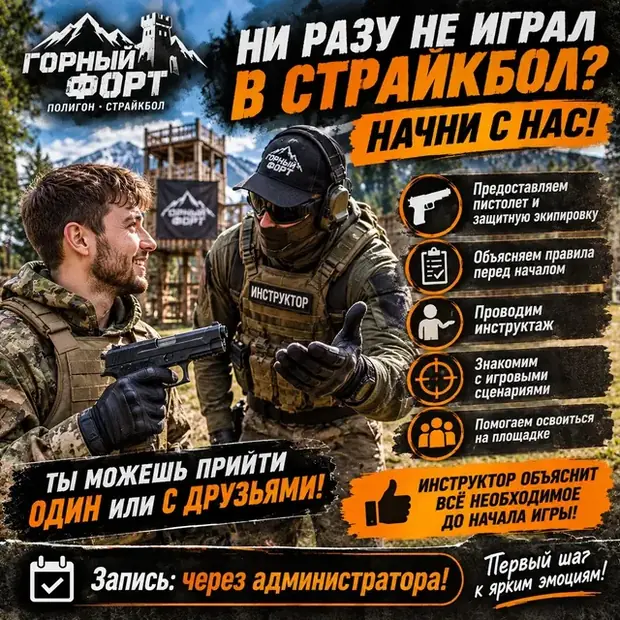 ГОРНЫЙ
ФОРТ
ПОЛИГОН • СТРАЙКБОЛ
НИ РАЗУ НЕ ИГРАЛ
В СТРАЙКБОЛ?
НАЧНИ С НАС!
ГОРНЫЙ
ФОРТ
ГОРНЫЙ
ФОРТ
ИНСТРУКТОР
Предоставляем
пистолет и
защитную экипировку
Объясняем правила
перед началом
Проводим
инструктаж
Знакомим
с игровыми
сценариями
Помогаем освоиться
на площадке
ТЫ МОЖЕШЬ ПРИЙТИ
ОДИН ИЛИ С ДРУЗЬЯМИ!
ИНСТРУКТОР ОБЪЯСНИТ
ВСЁ НЕОБХОДИМОЕ
ДО НАЧАЛА ИГРЫ!
Запись: через администратора!
Первый шаг
к ярким эмоциям!